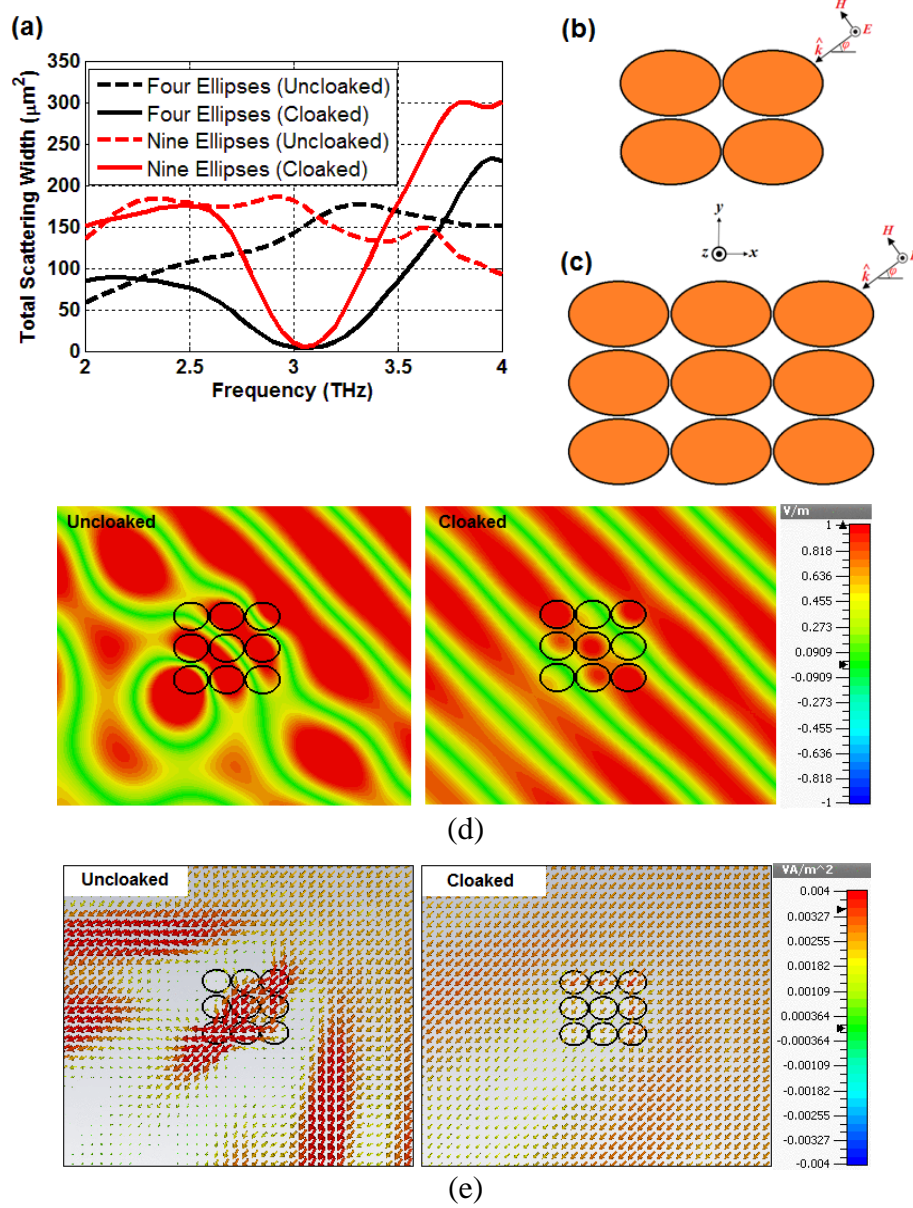 (a)
350
300
250
200
150
100
50
0
2
2.5
3
3.5
4
Total Scattering Width (μm²)
Frequency (THz)
Four Ellipses (Uncloaked)
Four Ellipses (Cloaked)
Nine Ellipses (Uncloaked)
Nine Ellipses (Cloaked)
(b)
H
E
k̂
φ
y
z
x
(c)
H
k̂
φ
Uncloaked
Cloaked
V/m
1
0.818
0.636
0.455
0.273
0.0909
-0.0909
-0.273
-0.455
-0.636
-0.818
-1
(d)
Uncloaked
Cloaked
VA/m^2
0.004
0.00327
0.00255
0.00182
0.00109
0.000364
-0.000364
-0.00109
-0.00182
-0.00255
-0.00327
-0.004
(e)